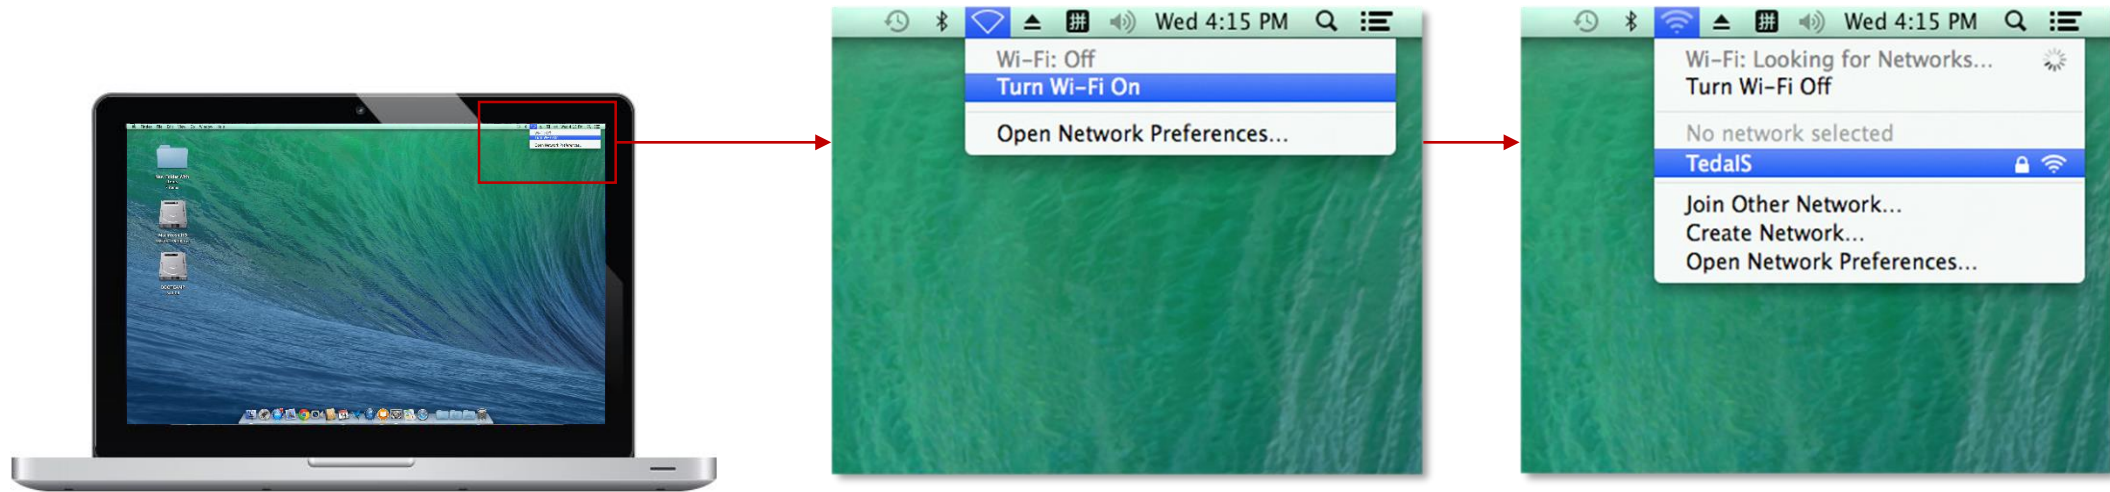 Wed 4:15 PM
Wi-Fi: Off
Turn Wi-Fi On
Open Network Preferences...
Wed 4:15 PM
Wi-Fi: Looking for Networks...
Turn Wi-Fi Off
No network selected
TedalS
Join Other Network...
Create Network...
Open Network Preferences...